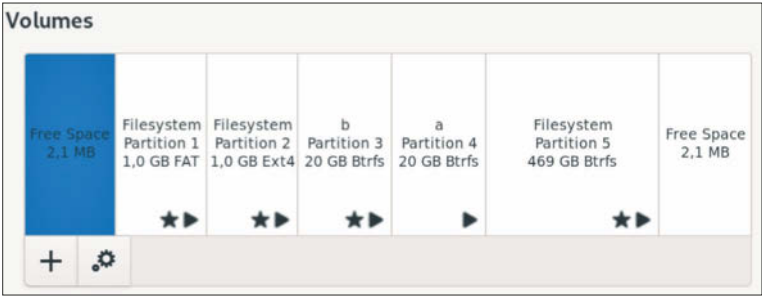 Volumes
Free Space
2,1 MB
Filesystem
Partition 1
1,0 GB FAT
Filesystem
Partition 2
1,0 GB Ext4
b
Partition 3
20 GB Btrfs
a
Partition 4
20 GB Btrfs
Filesystem
Partition 5
469 GB Btrfs
Free Space
2,1 MB